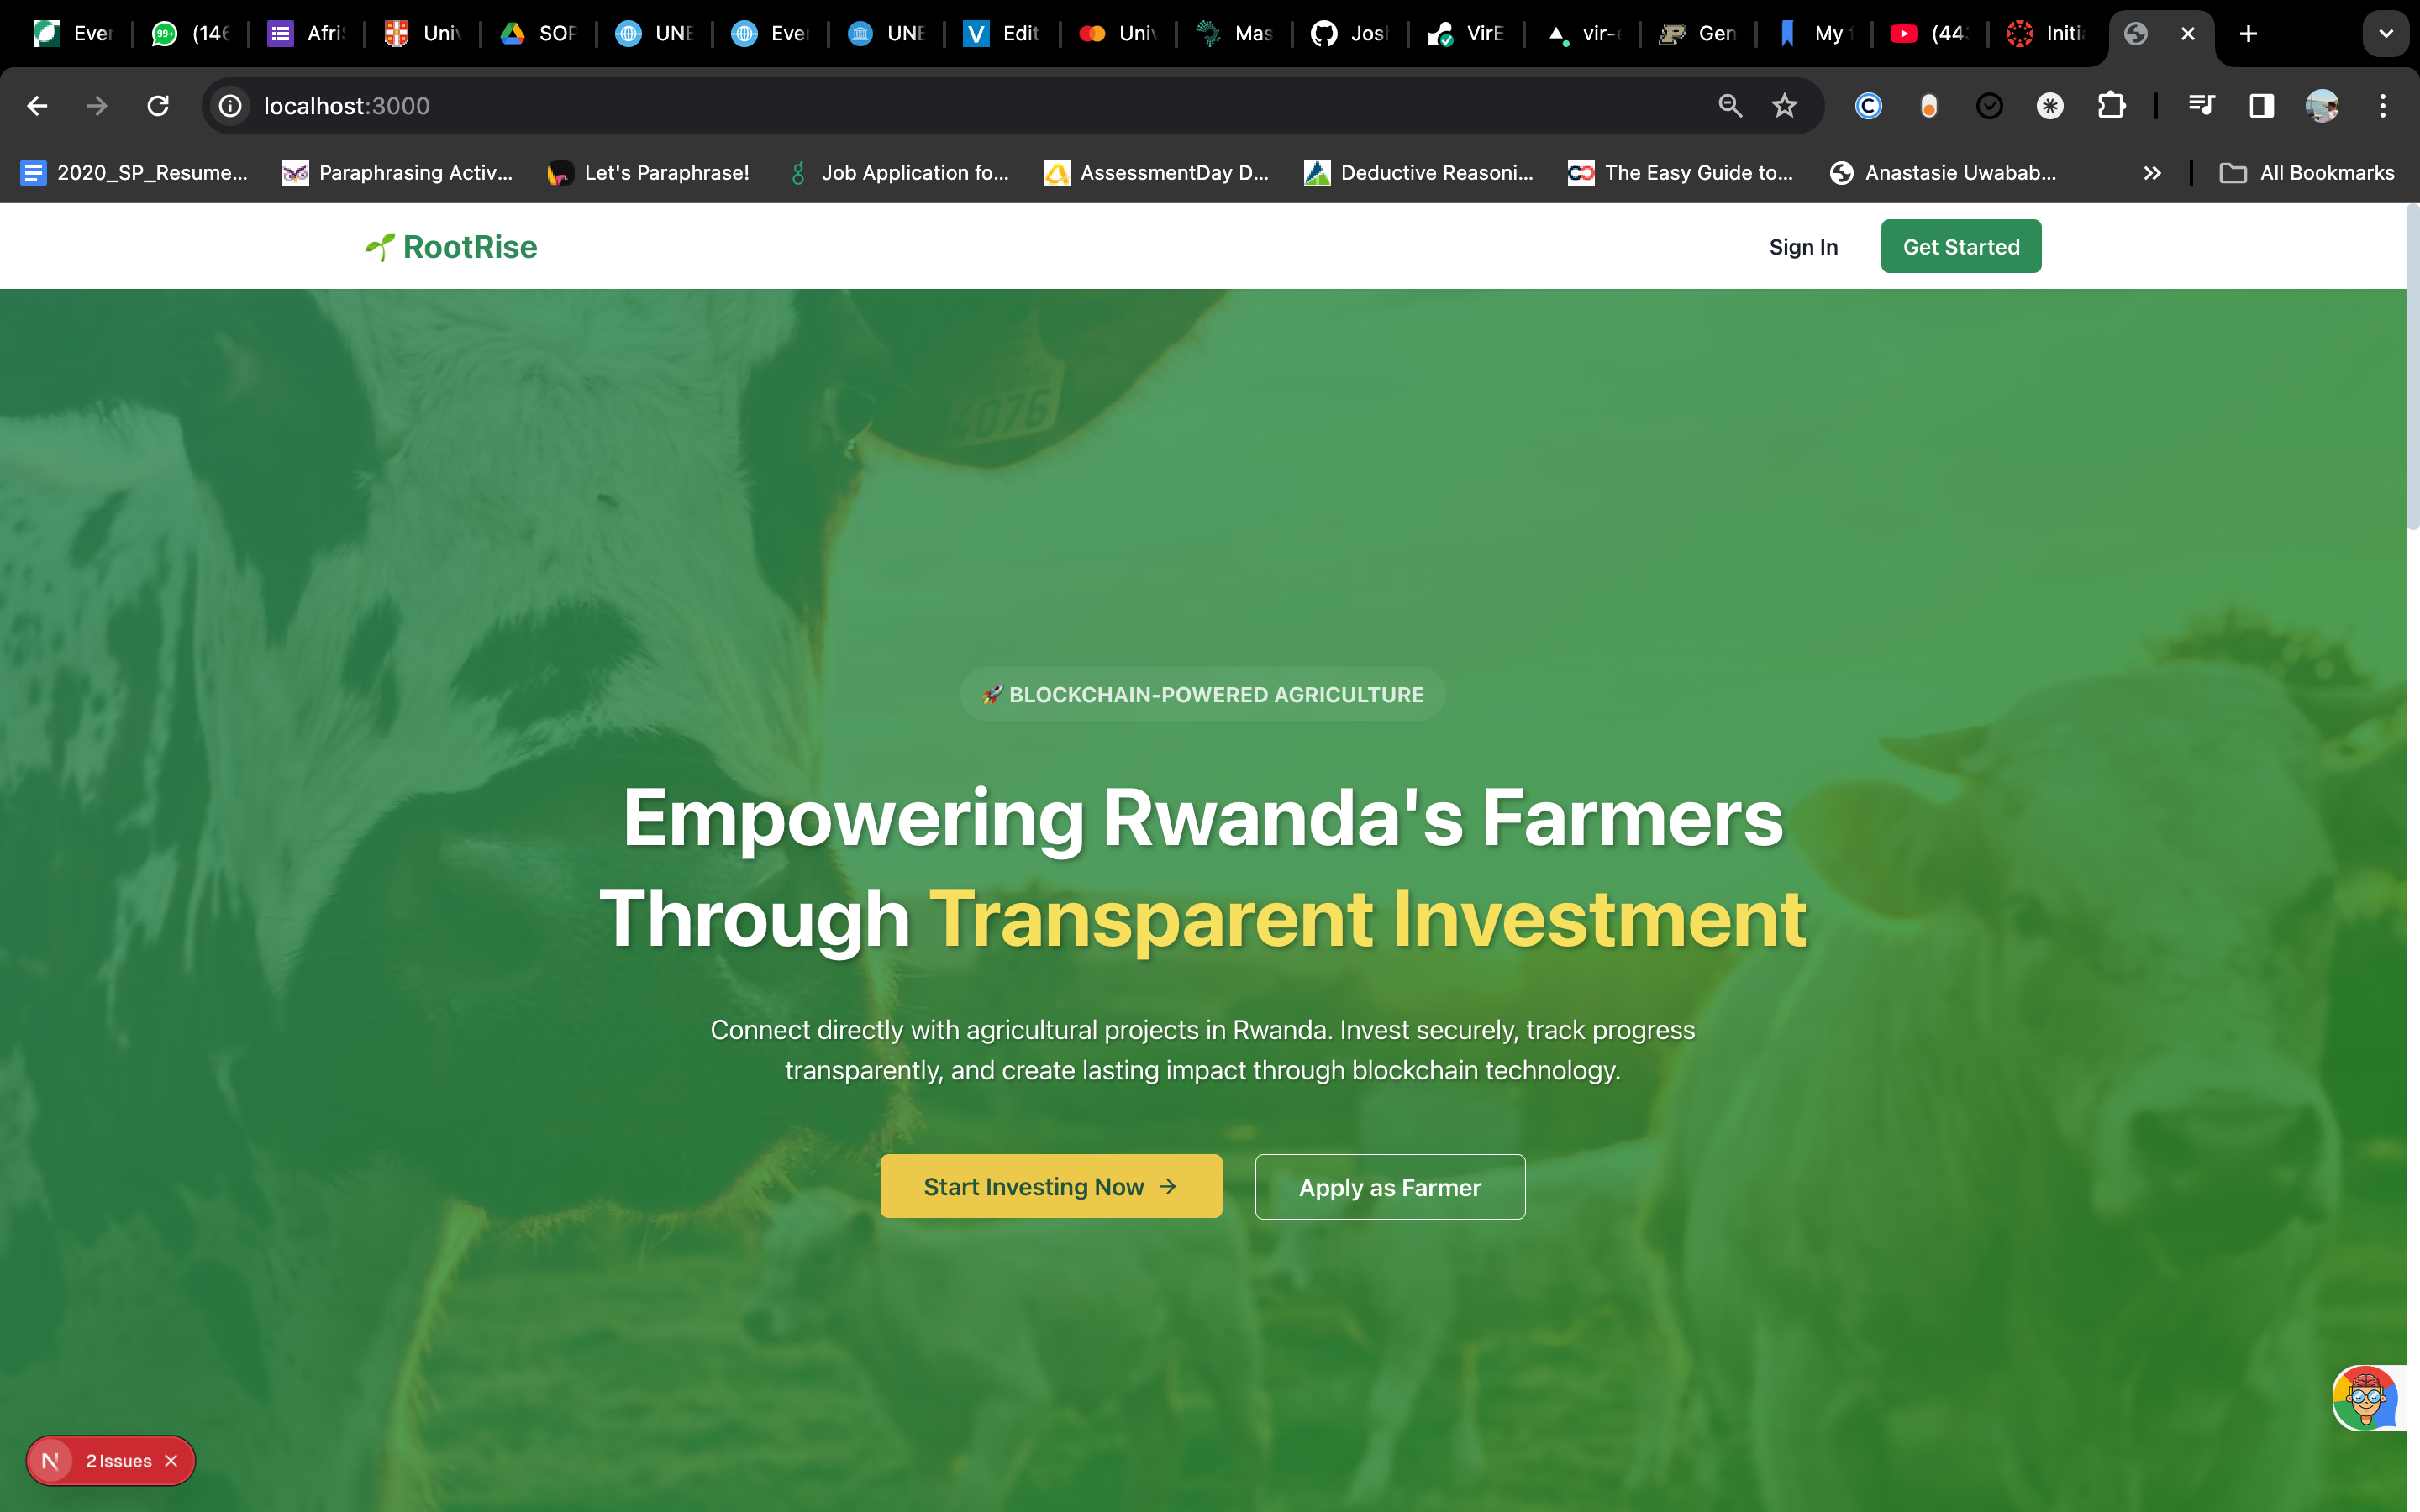 Ever
(146
Afri
Uni
SOP
UNE
Ever
UNE
Edit
Uni
Mas
Josl
VirE
vir-
Gen
My
(44
Initi
localhost:3000
2020_SP_Resume...
Paraphrasing Activ...
Let's Paraphrase!
Job Application fo...
AssessmentDay D...
Deductive Reasoni...
The Easy Guide to...
Anastasie Uwabab...
All Bookmarks
RootRise
Sign In
Get Started
4076
🚀 BLOCKCHAIN-POWERED AGRICULTURE
Empowering Rwanda's Farmers
Through Transparent Investment
Connect directly with agricultural projects in Rwanda. Invest securely, track progress
transparently, and create lasting impact through blockchain technology.
Start Investing Now →
Apply as Farmer
N 2 Issues